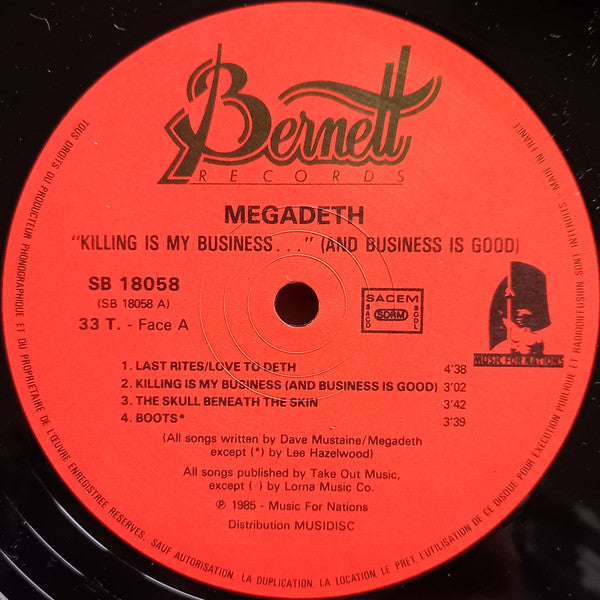 Bernett
RECORDS
MEGADETH
"KILLING IS MY BUSINESS..." (AND BUSINESS IS GOOD)
SB 18058
(SB 18058 A)
33 T. - Face A
SACEM
SACD
SDRM
SGDL
MUSIC FOR NATIONS
1. LAST RITES/LOVE TO DETH 4'38
2. KILLING IS MY BUSINESS (AND BUSINESS IS GOOD) 3'02
3. THE SKULL BENEATH THE SKIN 3'42
4. BOOTS* 3'39
(All songs written by Dave Mustaine/Megadeth
except (*) by Lee Hazelwood)
All songs published by Take Out Music,
except ( ) by Lorna Music Co.
℗ 1985 - Music For Nations
Distribution MUSIDISC
TOUS DROITS DU PRODUCTEUR PHONOGRAPHIQUE ET DU PROPRIETAIRE DE L'ŒUVRE ENREGISTREE RESERVES. SAUF AUTORISATION, LA DUPLICATION, LA LOCATION, LE PRET, L'UTILISATION DE CE DISQUE POUR EXECUTION PUBLIQUE ET RADIODIFFUSION SONT INTERDITES. MADE IN FRANCE.